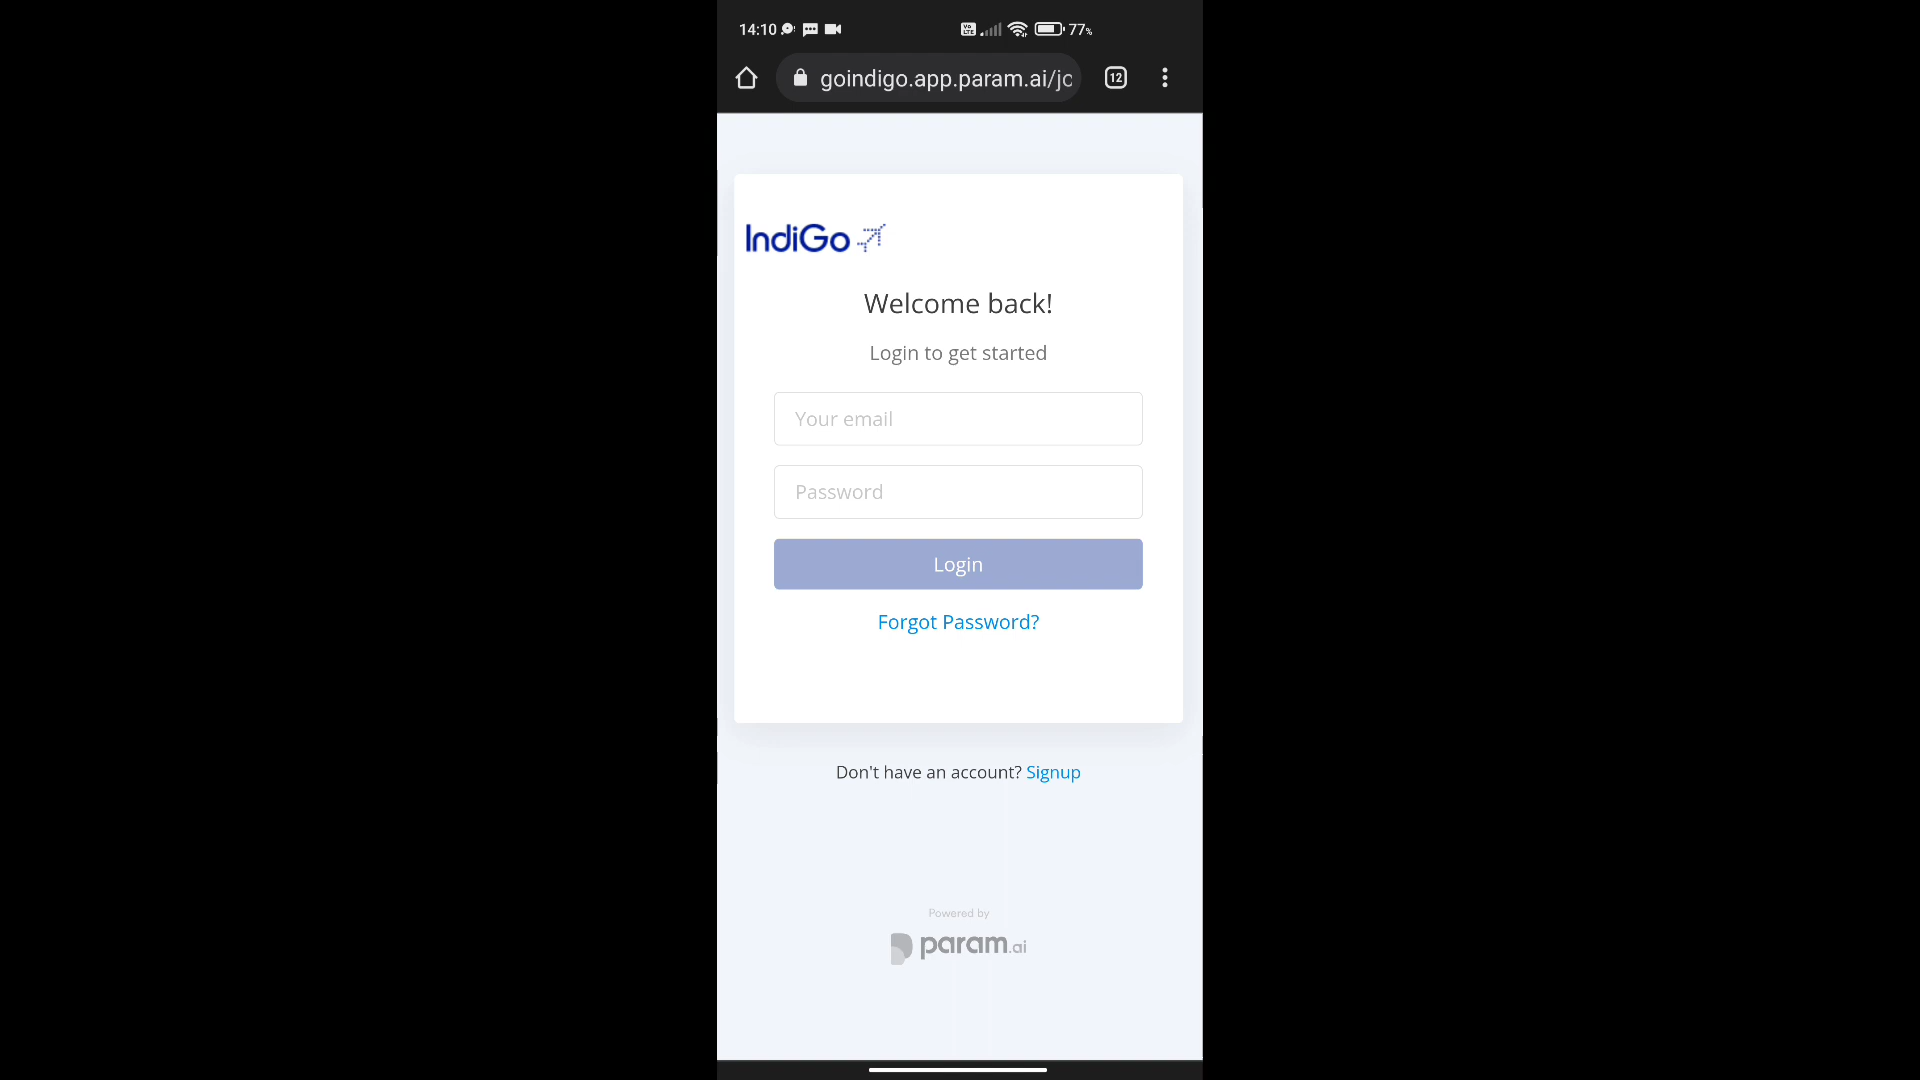 14:10 77%
goindigo.app.param.ai/jc
12
IndiGo
Welcome back!
Login to get started
Your email
Password
Login
Forgot Password?
Don't have an account? Signup
Powered by
param.ai